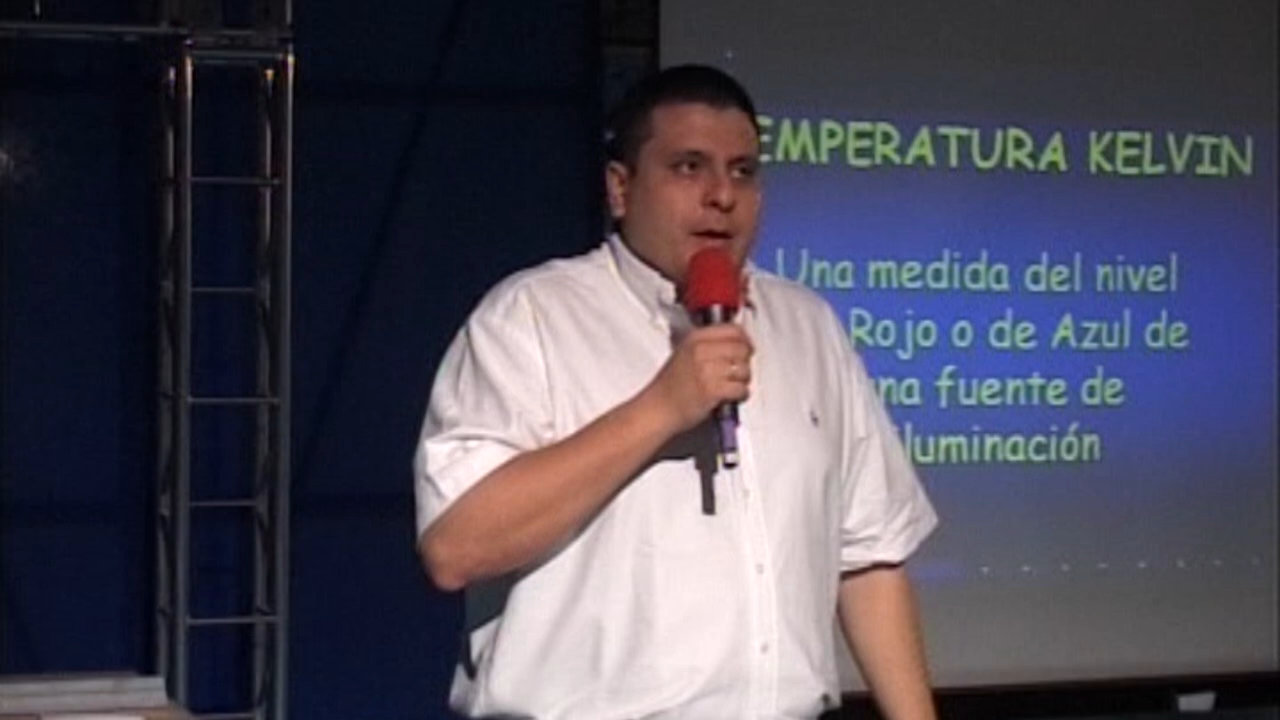 EMPERATURA KELVIN
Una medida del nivel
Rojo o de Azul de
na fuente de
luminación